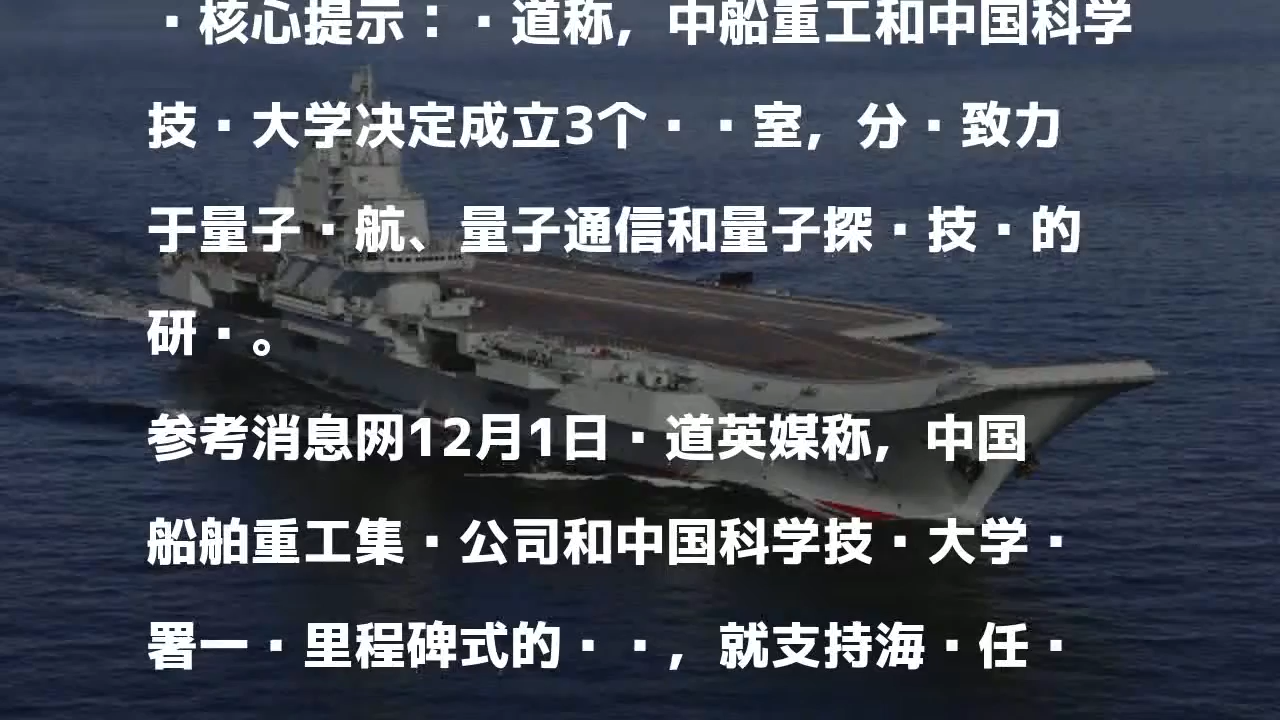 ·核心提示：·道称，中船重工和中国科学
技·大学决定成立3个··室，分·致力
于量子·航、量子通信和量子探·技·的
研·。
参考消息网12月1日·道英媒称，中国
船舶重工集·公司和中国科学技·大学·
署一·里程碑式的··，就支持海·任·